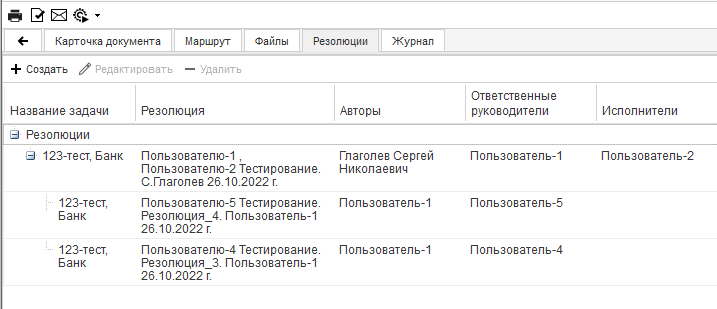 Карточка документа Маршрут Файлы Резолюции Журнал
Создать Редактировать Удалить
Название задачи Резолюция Авторы Ответственные руководители Исполнители
Резолюции
123-тест, Банк
Пользователю-1 ,
Пользователю-2 Тестирование.
С.Глаголев 26.10.2022 г.
Глаголев Сергей
Николаевич
Пользователь-1
Пользователь-2
123-тест,
Банк
Пользователю-5 Тестирование.
Резолюция_4. Пользователь-1
26.10.2022 г.
Пользователь-1
Пользователь-5
123-тест,
Банк
Пользователю-4 Тестирование.
Резолюция_3. Пользователь-1
26.10.2022 г.
Пользователь-1
Пользователь-4